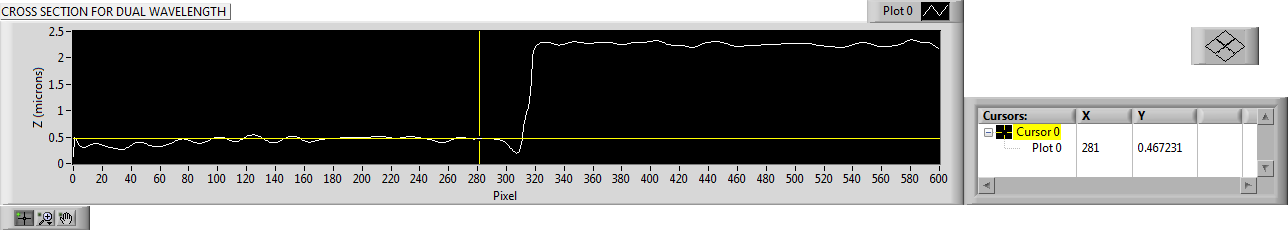 CROSS SECTION FOR DUAL WAVELENGTH
Plot 0
Z (microns)
2.5
2
1.5
1
0.5
0
0 20 40 60 80 100 120 140 160 180 200 220 240 260 280 300 320 340 360 380 400 420 440 460 480 500 520 540 560 580 600
Pixel
Cursors: X Y
Cursor 0
Plot 0 281 0.467231